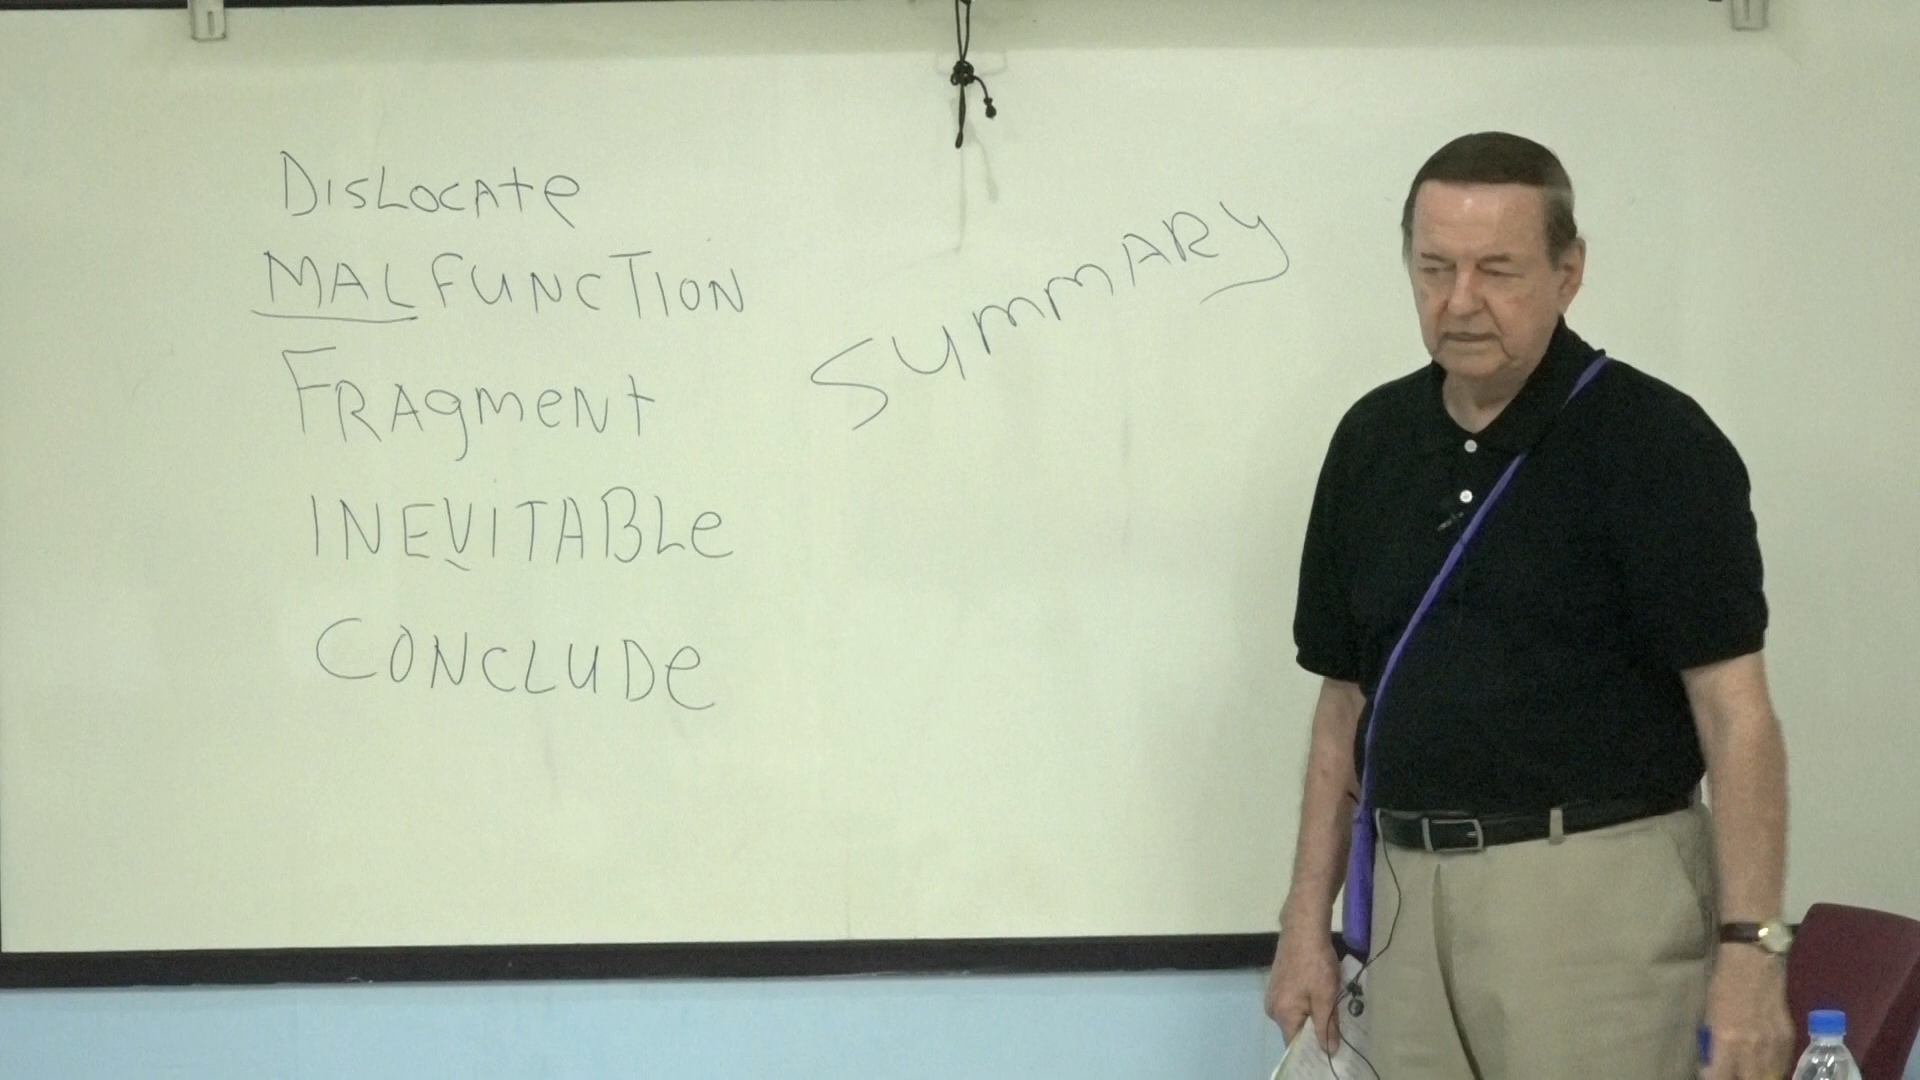 DisLocAte
MALFUNCTION
FRAgment
INEVITABLe
CONCLUDe
SummARy